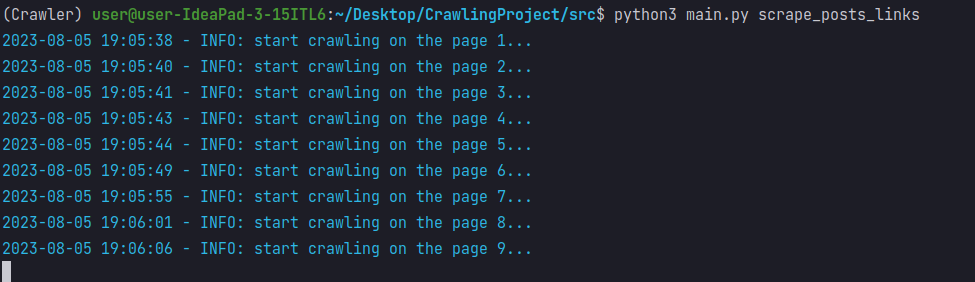 (Crawler) user@user-IdeaPad-3-15ITL6:~/Desktop/CrawlingProject/src$ python3 main.py scrape_posts_links
2023-08-05 19:05:38 - INFO: start crawling on the page 1...
2023-08-05 19:05:40 - INFO: start crawling on the page 2...
2023-08-05 19:05:41 - INFO: start crawling on the page 3...
2023-08-05 19:05:43 - INFO: start crawling on the page 4...
2023-08-05 19:05:44 - INFO: start crawling on the page 5...
2023-08-05 19:05:49 - INFO: start crawling on the page 6...
2023-08-05 19:05:55 - INFO: start crawling on the page 7...
2023-08-05 19:06:01 - INFO: start crawling on the page 8...
2023-08-05 19:06:06 - INFO: start crawling on the page 9...